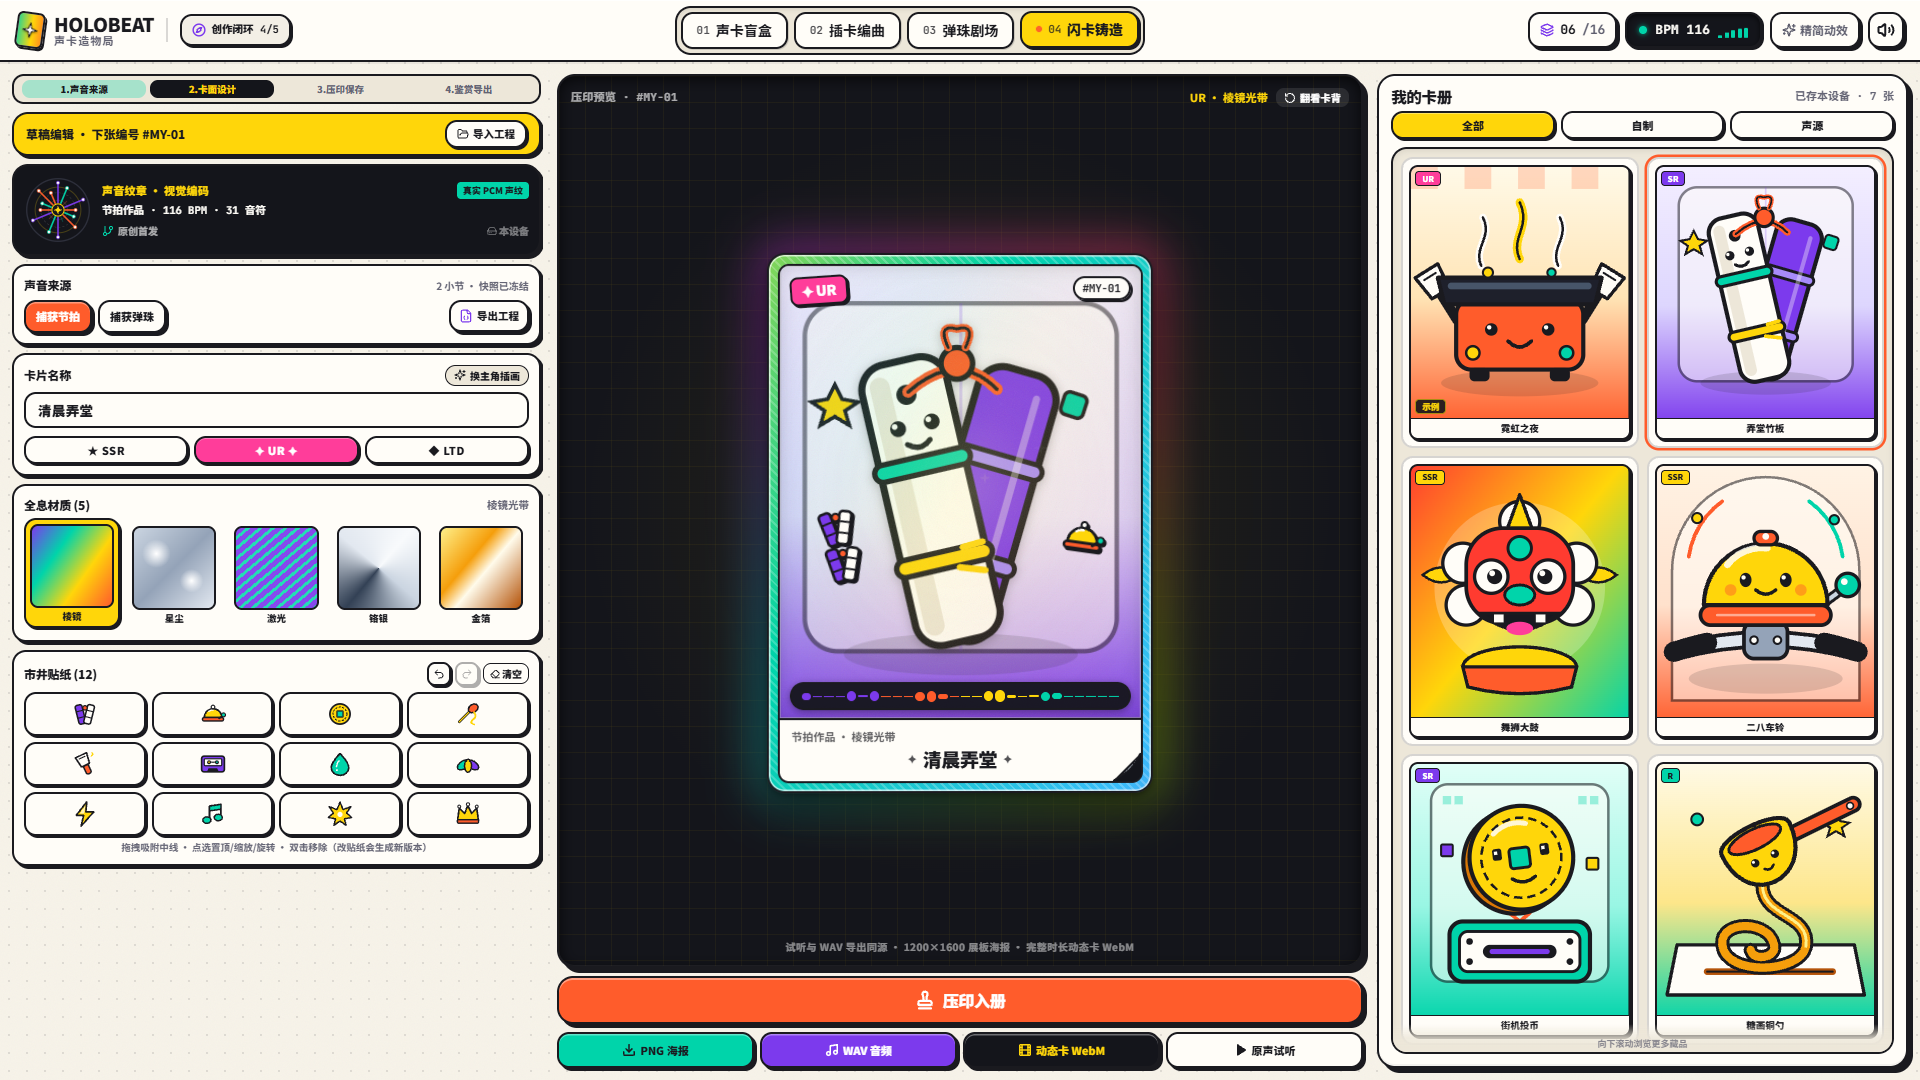 HOLOBEAT
声卡造物局
创作闭环 4/5
01 声卡盲盒
02 插卡编曲
03 弹珠剧场
04 闪卡铸造
06 /16
BPM 116
精简动效
1.声音来源
2.卡面设计
3.压印保存
4.鉴赏导出
草稿编辑 · 下张编号 #MY-01
导入工程
声音纹章 · 视觉编码
真实 PCM 声纹
节拍作品 · 116 BPM · 31 音符
原创首发
本设备
声音来源
2 小节 · 快照已冻结
捕获节拍
捕获弹珠
导出工程
卡片名称
换主角插画
清晨弄堂
★ SSR
✦ UR ✦
◆ LTD
全息材质 (5)
棱镜光带
棱镜
星尘
激光
铬银
金箔
市井贴纸 (12)
清空
拖拽吸附中线 · 点选置顶/缩放/旋转 · 双击移除（改贴纸会生成新版本）
压印预览 · #MY-01
UR · 棱镜光带
翻看卡背
✦ UR
#MY-01
节拍作品 · 棱镜光带
✦ 清晨弄堂 ✦
试听与 WAV 导出同源 · 1200×1600 展板海报 · 完整时长动态卡 WebM
压印入册
PNG 海报
WAV 音频
动态卡 WebM
原声试听
我的卡册
已存本设备 · 7 张
全部
自制
声源
UR
示例
霓虹之夜
SR
弄堂竹板
SSR
舞狮大鼓
SSR
二八车铃
SR
街机投币
R
糖画铜勺
向下滚动浏览更多藏品